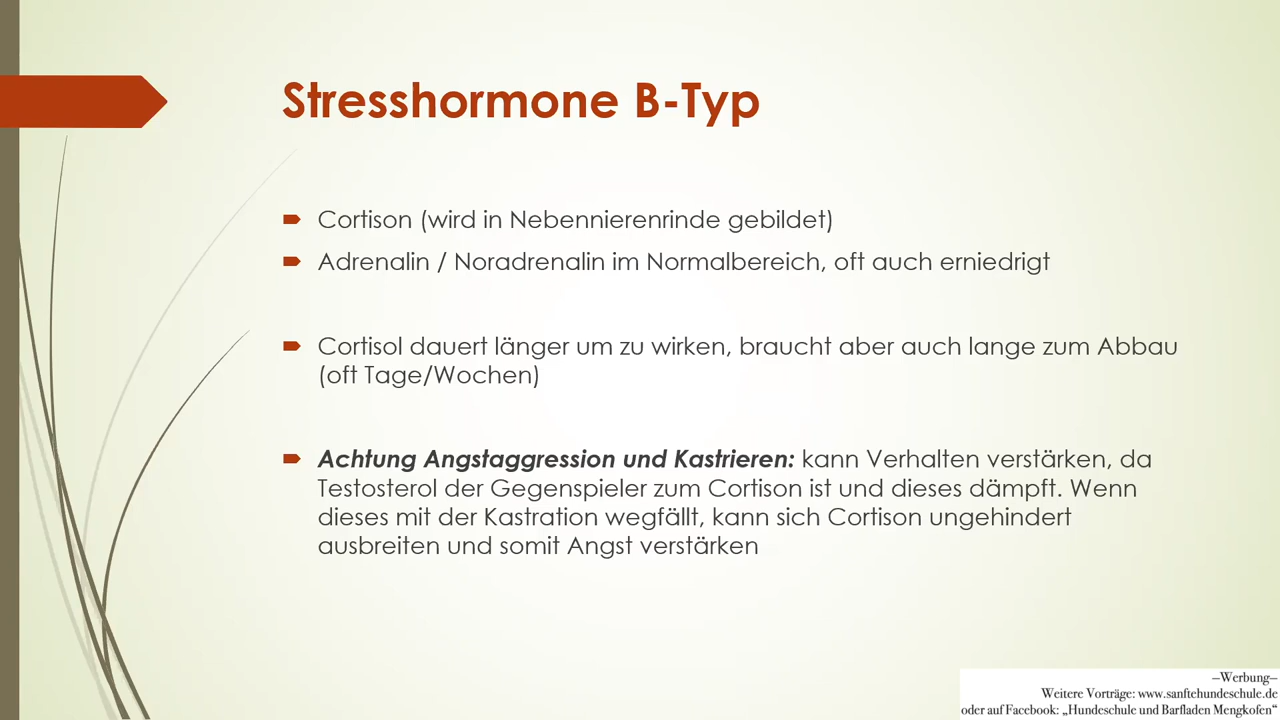 Stresshormone B-Typ
Cortison (wird in Nebennierenrinde gebildet)
Adrenalin / Noradrenalin im Normalbereich, oft auch erniedrigt
Cortisol dauert länger um zu wirken, braucht aber auch lange zum Abbau
(oft Tage/Wochen)
Achtung Angstaggression und Kastrieren: kann Verhalten verstärken, da
Testosterol der Gegenspieler zum Cortison ist und dieses dämpft. Wenn
dieses mit der Kastration wegfällt, kann sich Cortison ungehindert
ausbreiten und somit Angst verstärken
—Werbung—
Weitere Vorträge: www.sanftehundeschule.de
oder auf Facebook: „Hundeschule und Barfladen Mengkofen“